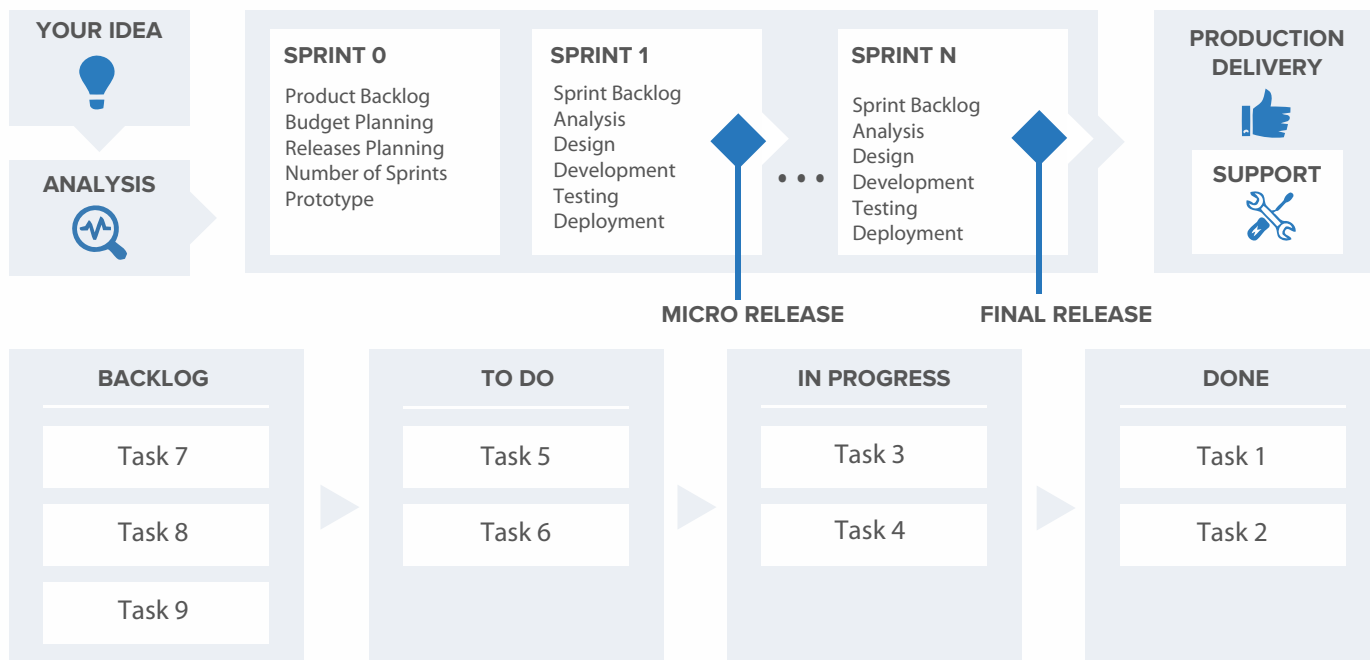 YOUR IDEA
ANALYSIS
SPRINT 0
Product Backlog
Budget Planning
Releases Planning
Number of Sprints
Prototype
SPRINT 1
Sprint Backlog
Analysis
Design
Development
Testing
Deployment
MICRO RELEASE
...
SPRINT N
Sprint Backlog
Analysis
Design
Development
Testing
Deployment
FINAL RELEASE
PRODUCTION
DELIVERY
SUPPORT
BACKLOG
Task 7
Task 8
Task 9
TO DO
Task 5
Task 6
IN PROGRESS
Task 3
Task 4
DONE
Task 1
Task 2